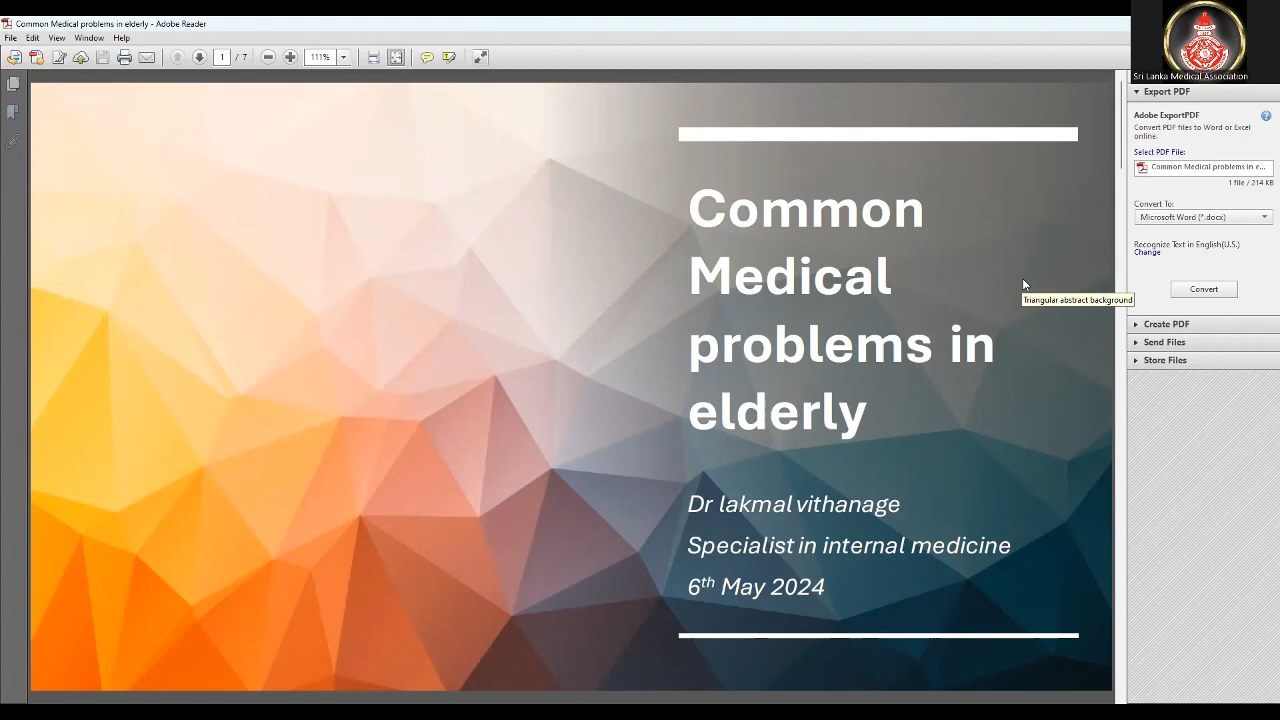 Common Medical problems in elderly - Adobe Reader
File Edit View Window Help
1 / 7 111%
Sri Lanka Medical Association
Common
Medical
problems in
elderly
Dr lakmal vithanage
Specialist in internal medicine
6th May 2024
Triangular abstract background
Export PDF
Adobe ExportPDF
Convert PDF files to Word or Excel
online.
Select PDF File:
Common Medical problems in e...
1 file / 214 KB
Convert To:
Microsoft Word (*.docx)
Recognize Text in English(U.S.)
Change
Convert
Create PDF
Send Files
Store Files